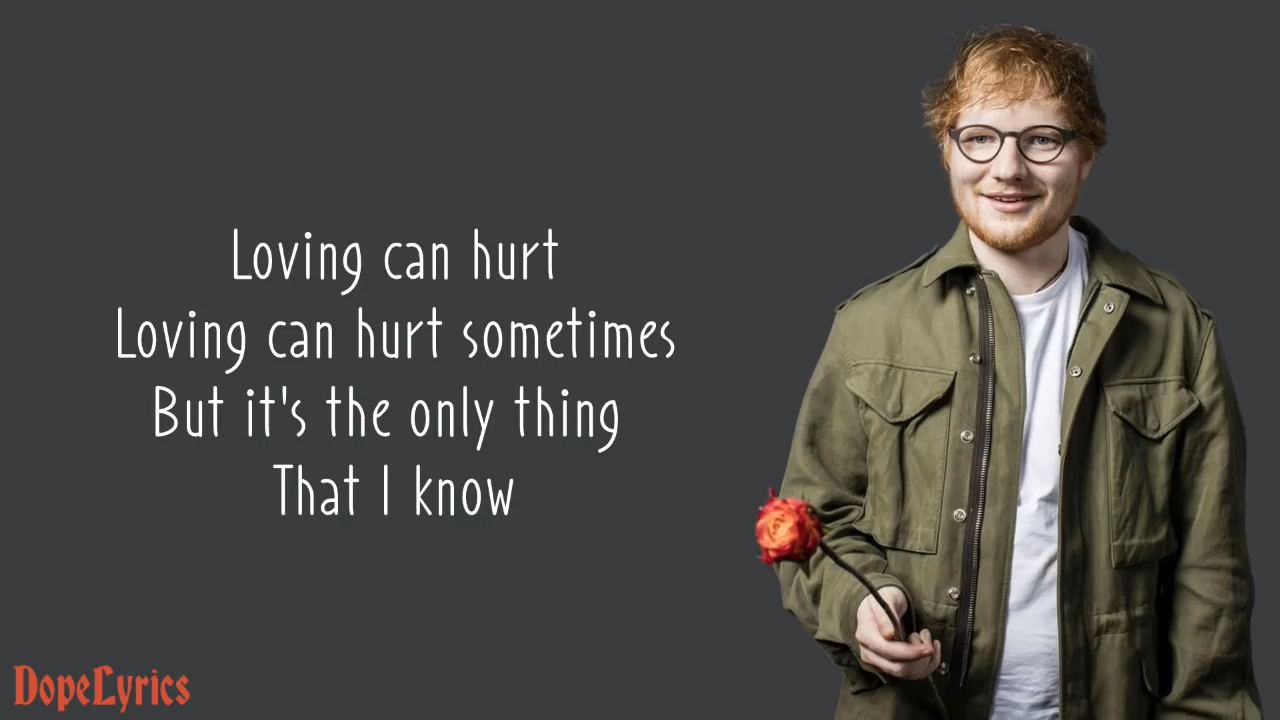 Loving can hurt
Loving can hurt sometimes
But it's the only thing
That I know
DopeLyrics